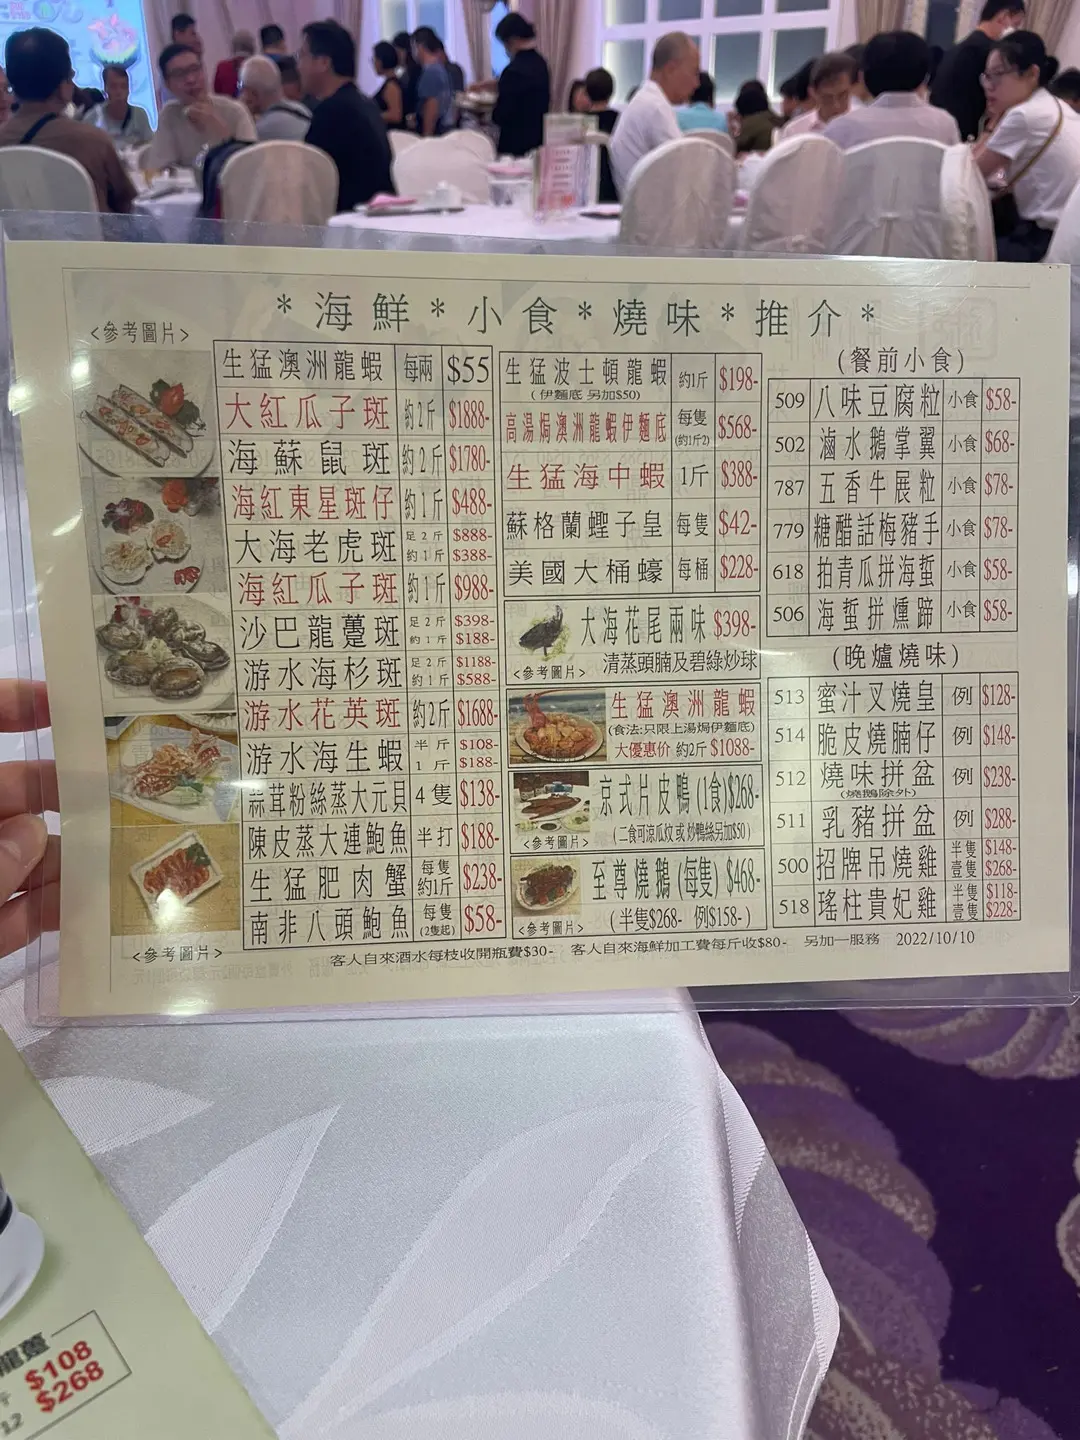 *海鮮*小食*燒味*推介*
<參考圖片>
生猛澳洲龍蝦 每兩 $55
大紅瓜子斑 約2斤 $1888-
海蘇鼠斑 約2斤 $1780-
海紅東星斑仔 約1斤 $488-
大海老虎斑 足2斤 $888-
約1斤 $388-
海紅瓜子斑 約1斤 $988-
沙巴龍躉斑 足2斤 $398-
約1斤 $188-
游水海杉斑 足2斤 $1188-
約1斤 $588-
游水花英斑 約2斤 $1688-
游水海生蝦 半斤 $108-
1斤 $188-
蒜茸粉絲蒸大元貝 4隻 $138-
陳皮蒸大連鮑魚 半打 $188-
生猛肥肉蟹 每隻 約1斤 $238-
南非八頭鮑魚 每隻 (2隻起) $58-
<參考圖片>
生猛波士頓龍蝦 約1斤 $198-
(伊麵底 另加$50)
高湯焗澳洲龍蝦伊麵底 每隻 (約1斤2) $568-
生猛海中蝦 1斤 $388-
蘇格蘭蟶子皇 每隻 $42-
美國大桶蠔 每桶 $228-
大海花尾兩味 $398-
<參考圖片> 清蒸頭腩及碧綠炒球
生猛澳洲龍蝦
(食法:只限上湯焗伊麵底)
大優惠价 約2斤 $1088-
京式片皮鴨(1食)$268-
<參考圖片> (二食可涼瓜炆或炒鴨絲另加$50)
至尊燒鵝(每隻)$468-
<參考圖片> (半隻$268- 例$158-)
(餐前小食)
509 八味豆腐粒 小食 $58-
502 滷水鵝掌翼 小食 $68-
787 五香牛展粒 小食 $78-
779 糖醋話梅豬手 小食 $78-
618 拍青瓜拼海蜇 小食 $58-
506 海蜇拼燻蹄 小食 $58-
(晚爐燒味)
513 蜜汁叉燒皇 例 $128-
514 脆皮燒腩仔 例 $148-
512 燒味拼盆 例 $238-
(燒鵝除外)
511 乳豬拼盆 例 $288-
500 招牌吊燒雞 半隻 $148-
壹隻 $268-
518 瑤柱貴妃雞 半隻 $118-
壹隻 $228-
客人自來酒水每枝收開瓶費$30- 客人自來海鮮加工費每斤收$80- 另加一服務 2022/10/10
龍躉
$108
12 $268